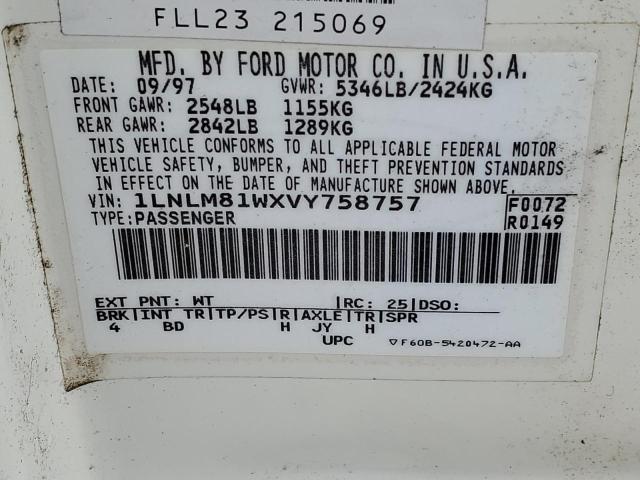 FLL23 215069
MFD. BY FORD MOTOR CO. IN U.S.A.
DATE: 09/97 GVWR: 5346LB/2424KG
FRONT GAWR: 2548LB 1155KG
REAR GAWR: 2842LB 1289KG
THIS VEHICLE CONFORMS TO ALL APPLICABLE FEDERAL MOTOR
VEHICLE SAFETY, BUMPER, AND THEFT PREVENTION STANDARDS
IN EFFECT ON THE DATE OF MANUFACTURE SHOWN ABOVE.
VIN: 1LNLM81WXVY758757 F0072
TYPE: PASSENGER R0149
EXT PNT: WT |RC: 25|DSO:
BRK|INT TR|TP/PS|R|AXLE|TR|SPR
4 BD H JY H
UPC ▽F60B-5420472-AA